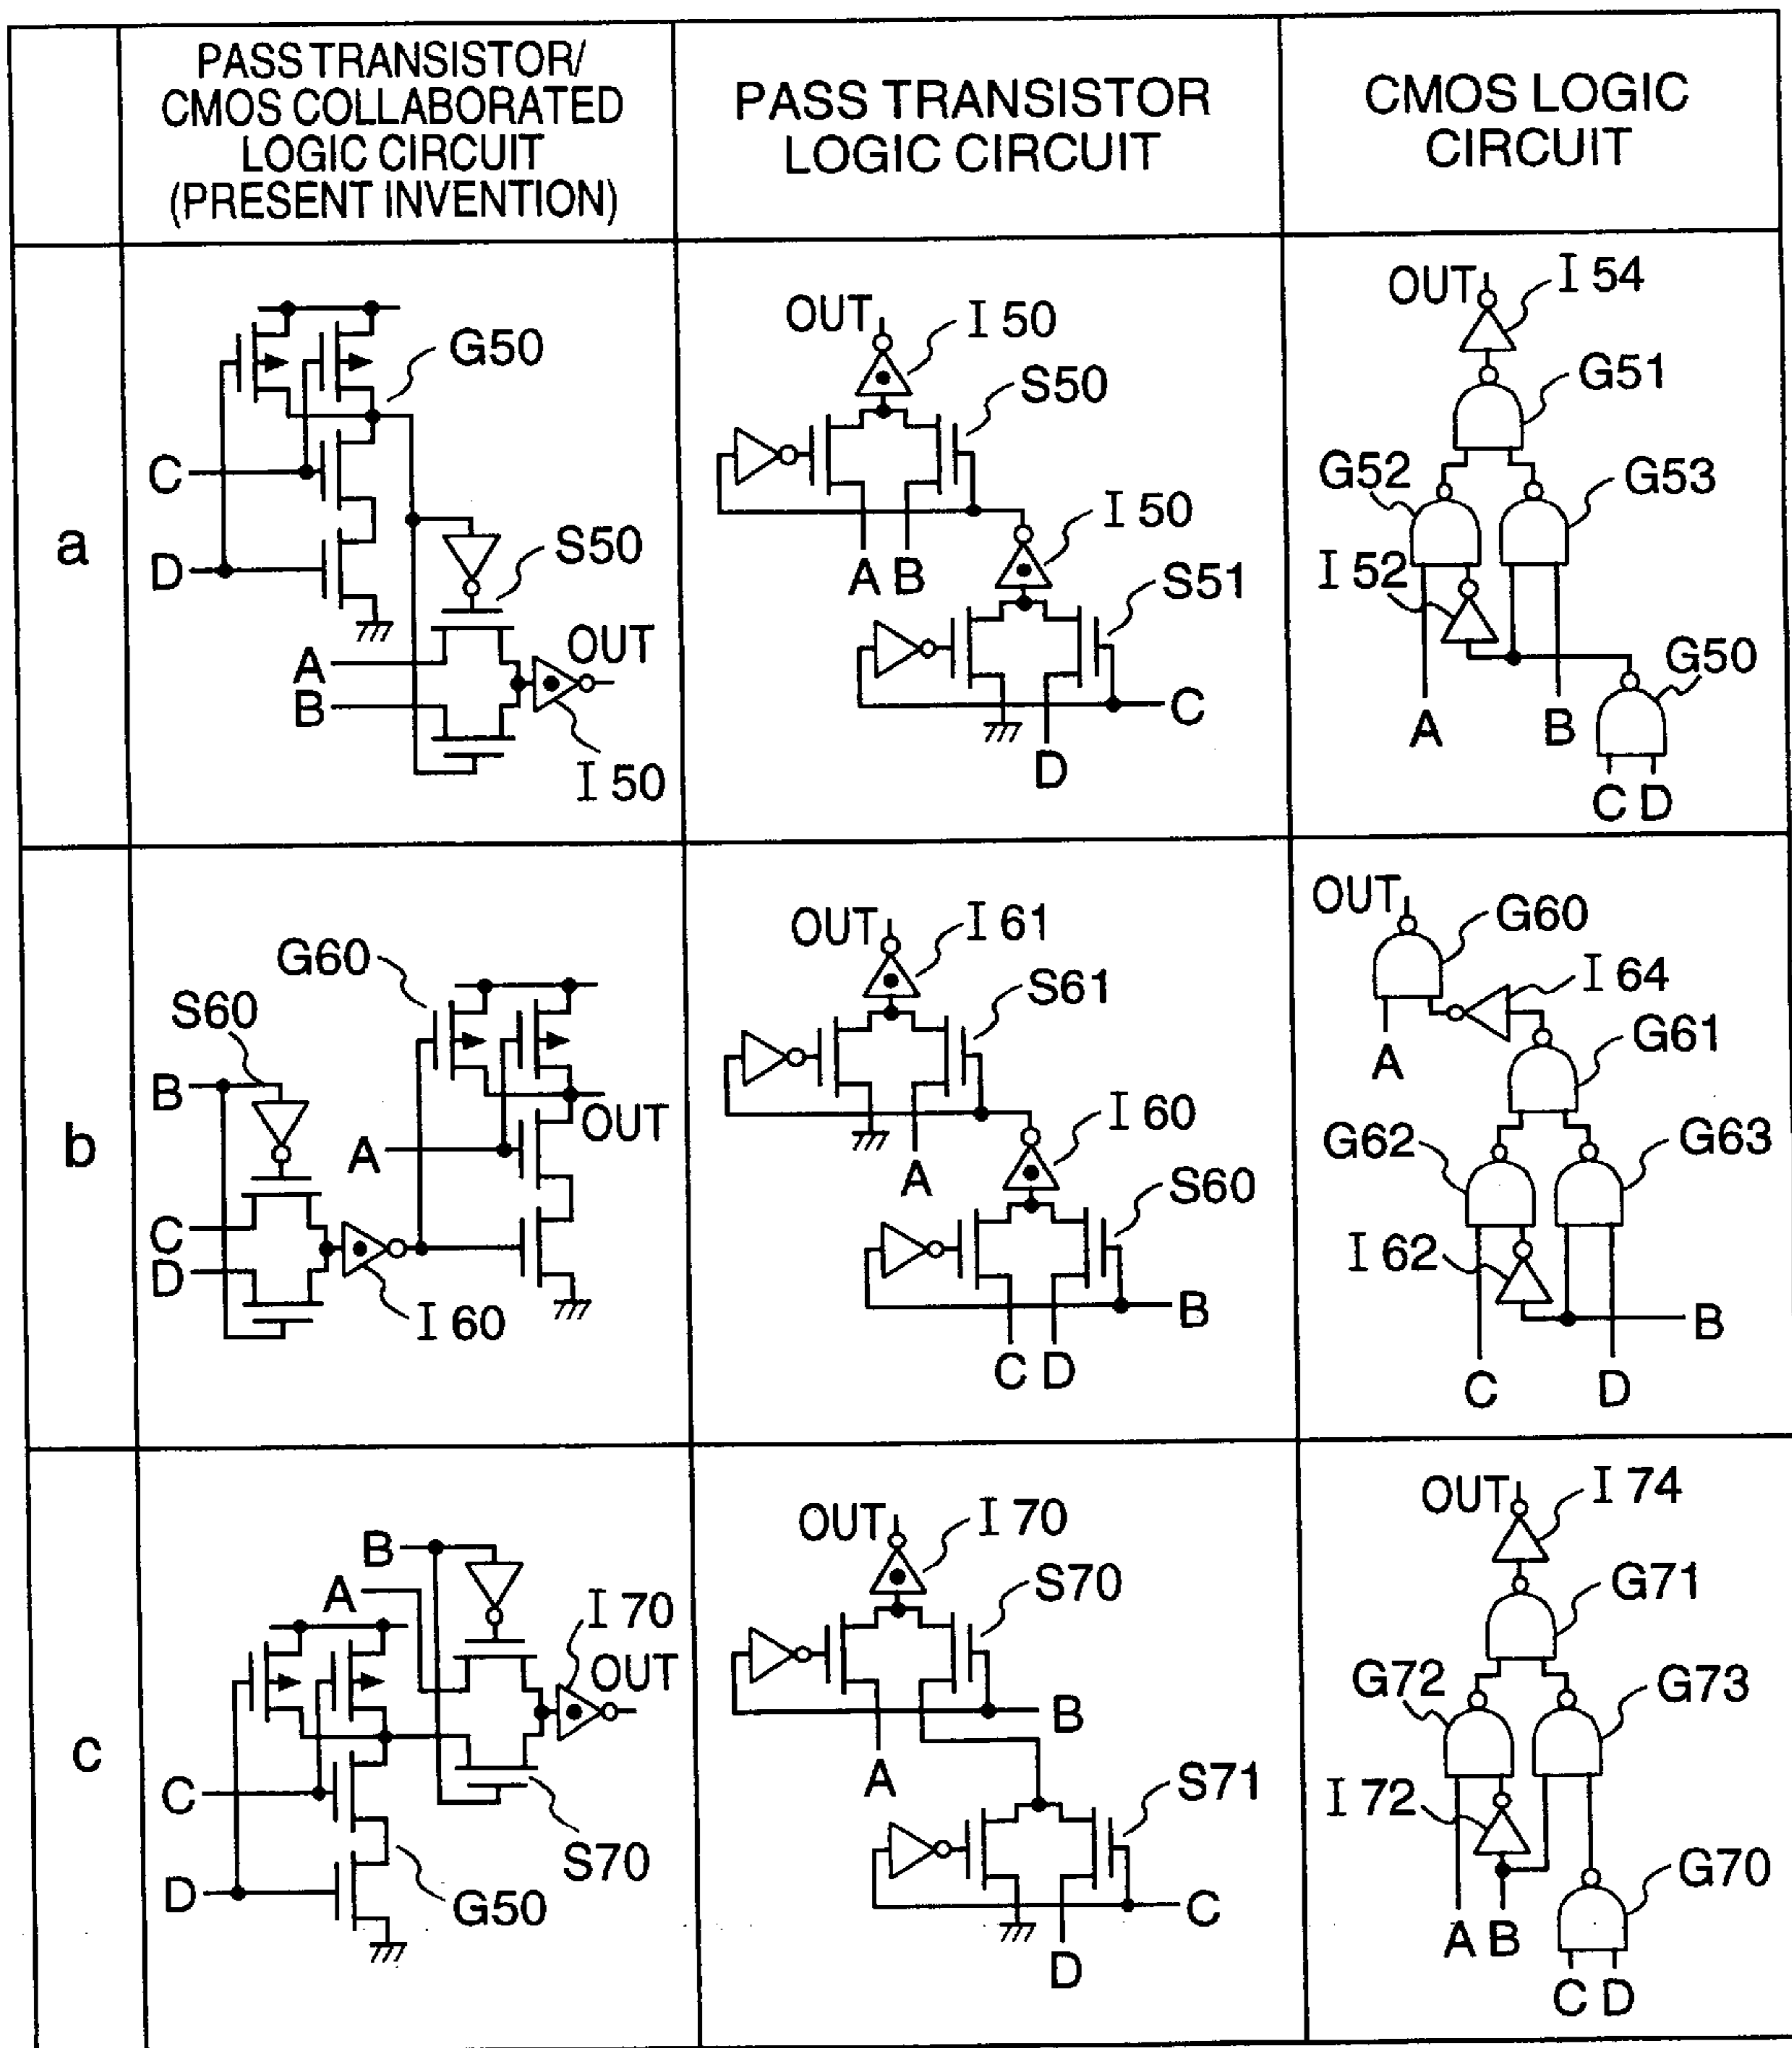 PASS TRANSISTOR/
CMOS COLLABORATED
LOGIC CIRCUIT
(PRESENT INVENTION)
PASS TRANSISTOR
LOGIC CIRCUIT
CMOS LOGIC
CIRCUIT
a
G50
C
D
S50
A
B
OUT
I 50
OUT
I 50
S50
A B
I 50
S51
C
D
OUT
I 54
G51
G52
G53
I 52
G50
A
B
C D
b
G60
S60
B
A
OUT
C
D
I 60
OUT
I 61
S61
A
I 60
S60
B
C D
OUT
G60
I 64
A
G61
G62
G63
I 62
B
C
D
c
B
A
I 70
OUT
C
D
S70
G50
OUT
I 70
S70
B
A
S71
C
D
OUT
I 74
G71
G72
G73
I 72
G70
A B
C D